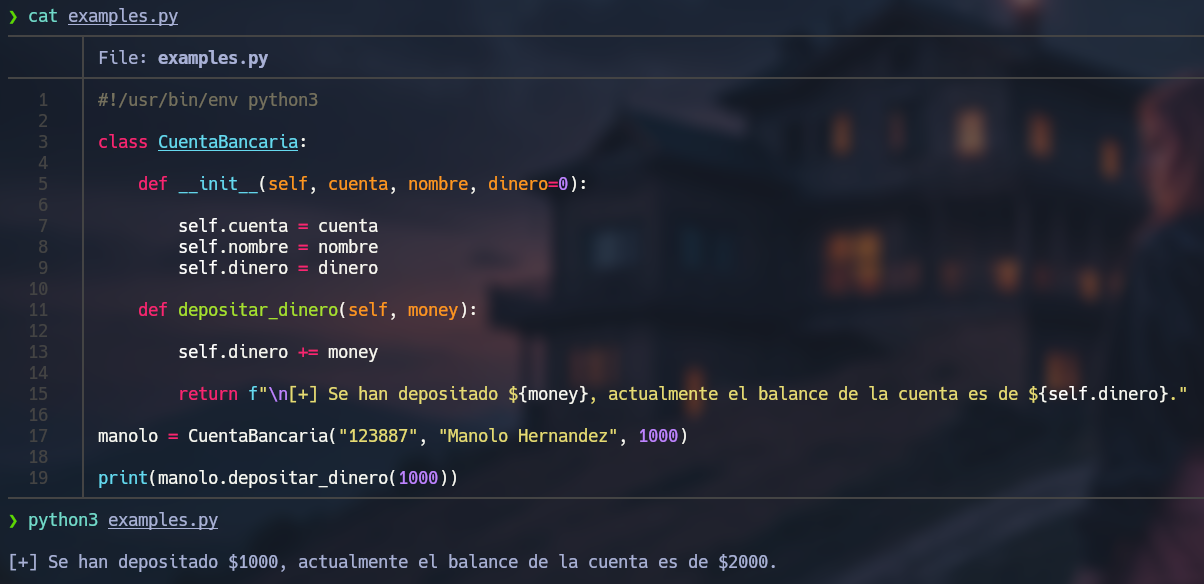 ❯ cat examples.py
File: examples.py
1 #!/usr/bin/env python3
2
3 class CuentaBancaria:
4
5     def __init__(self, cuenta, nombre, dinero=0):
6
7         self.cuenta = cuenta
8         self.nombre = nombre
9         self.dinero = dinero
10
11     def depositar_dinero(self, money):
12
13         self.dinero += money
14
15         return f"\n[+] Se han depositado ${money}, actualmente el balance de la cuenta es de ${self.dinero}."
16
17 manolo = CuentaBancaria("123887", "Manolo Hernandez", 1000)
18
19 print(manolo.depositar_dinero(1000))
❯ python3 examples.py
[+] Se han depositado $1000, actualmente el balance de la cuenta es de $2000.